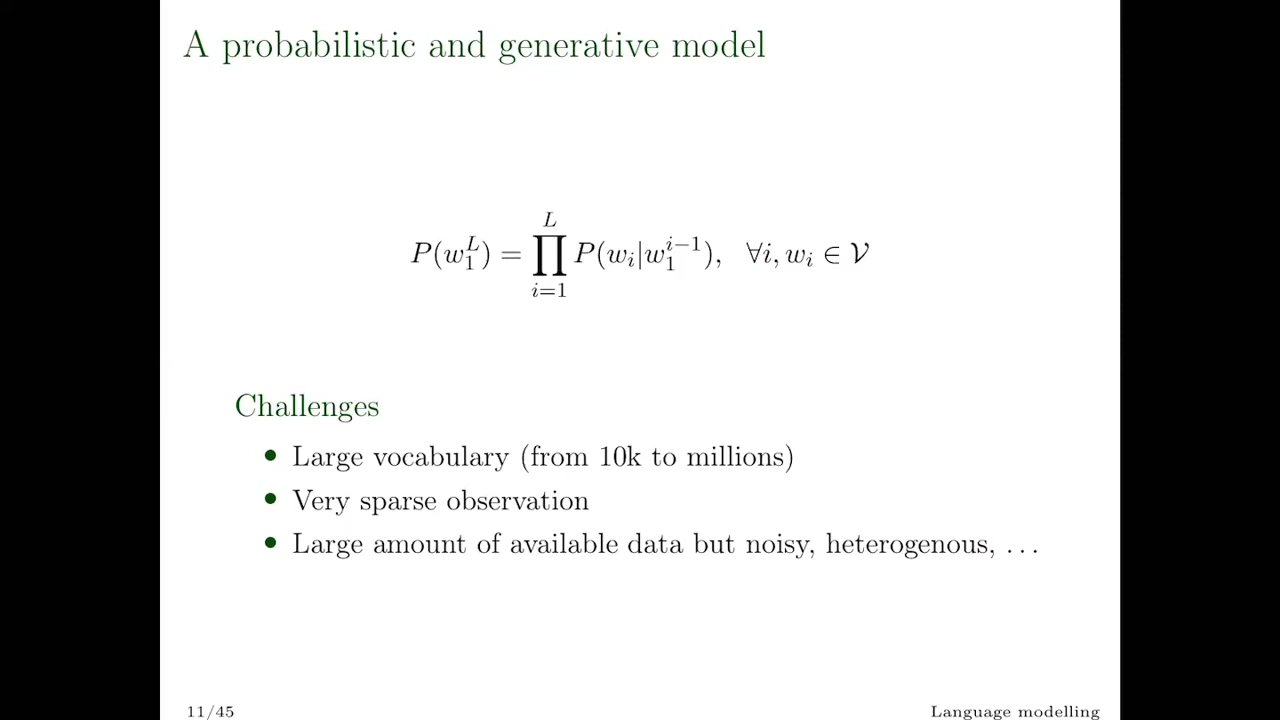 A probabilistic and generative model
P(w_1^L) = ∏_{i=1}^{L} P(w_i|w_1^{i−1}), ∀i, w_i ∈ 𝒱
Challenges
• Large vocabulary (from 10k to millions)
• Very sparse observation
• Large amount of available data but noisy, heterogenous, . . .
11/45 Language modelling